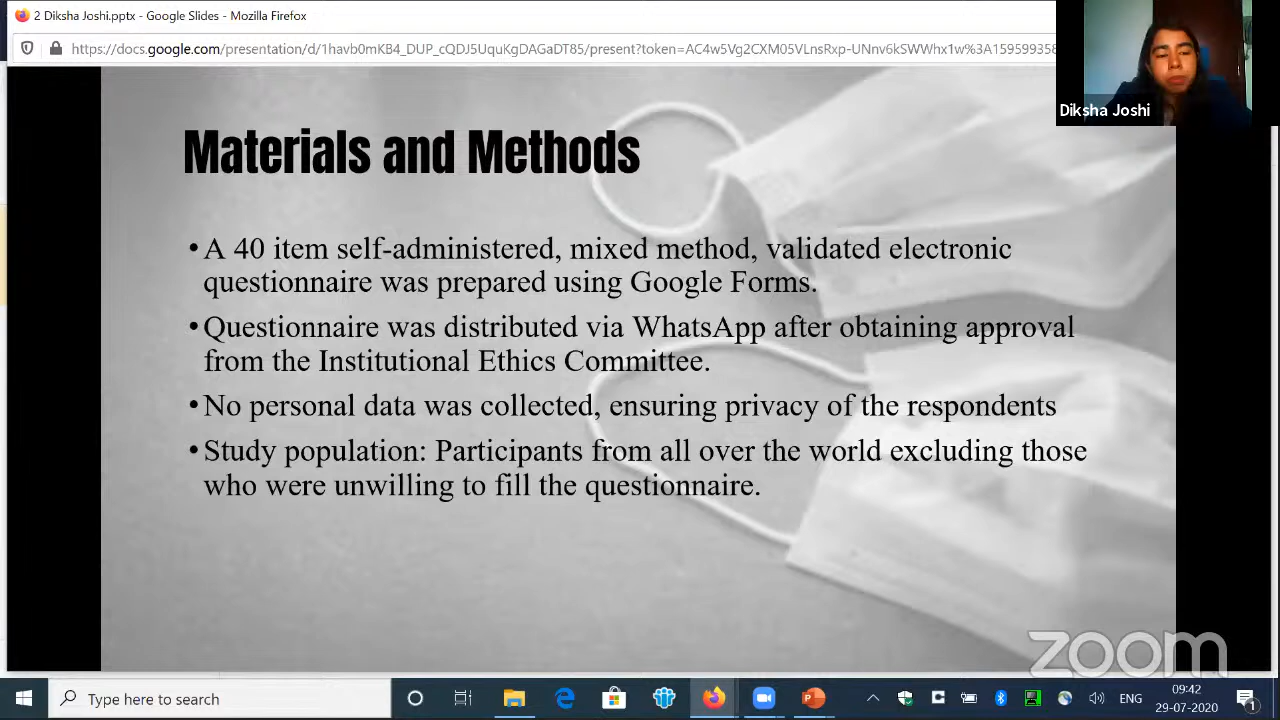 2 Diksha Joshi.pptx - Google Slides - Mozilla Firefox
https://docs.google.com/presentation/d/1havb0mKB4_DUP_cQDJ5UquKgDAGaDT85/present?token=AC4w5Vg2CXM05VLnsRxp-UNnv6kSWWhx1w%3A159599358
Diksha Joshi
Materials and Methods
• A 40 item self-administered, mixed method, validated electronic
questionnaire was prepared using Google Forms.
• Questionnaire was distributed via WhatsApp after obtaining approval
from the Institutional Ethics Committee.
• No personal data was collected, ensuring privacy of the respondents
• Study population: Participants from all over the world excluding those
who were unwilling to fill the questionnaire.
zoom
Type here to search
ENG
09:42
29-07-2020
1